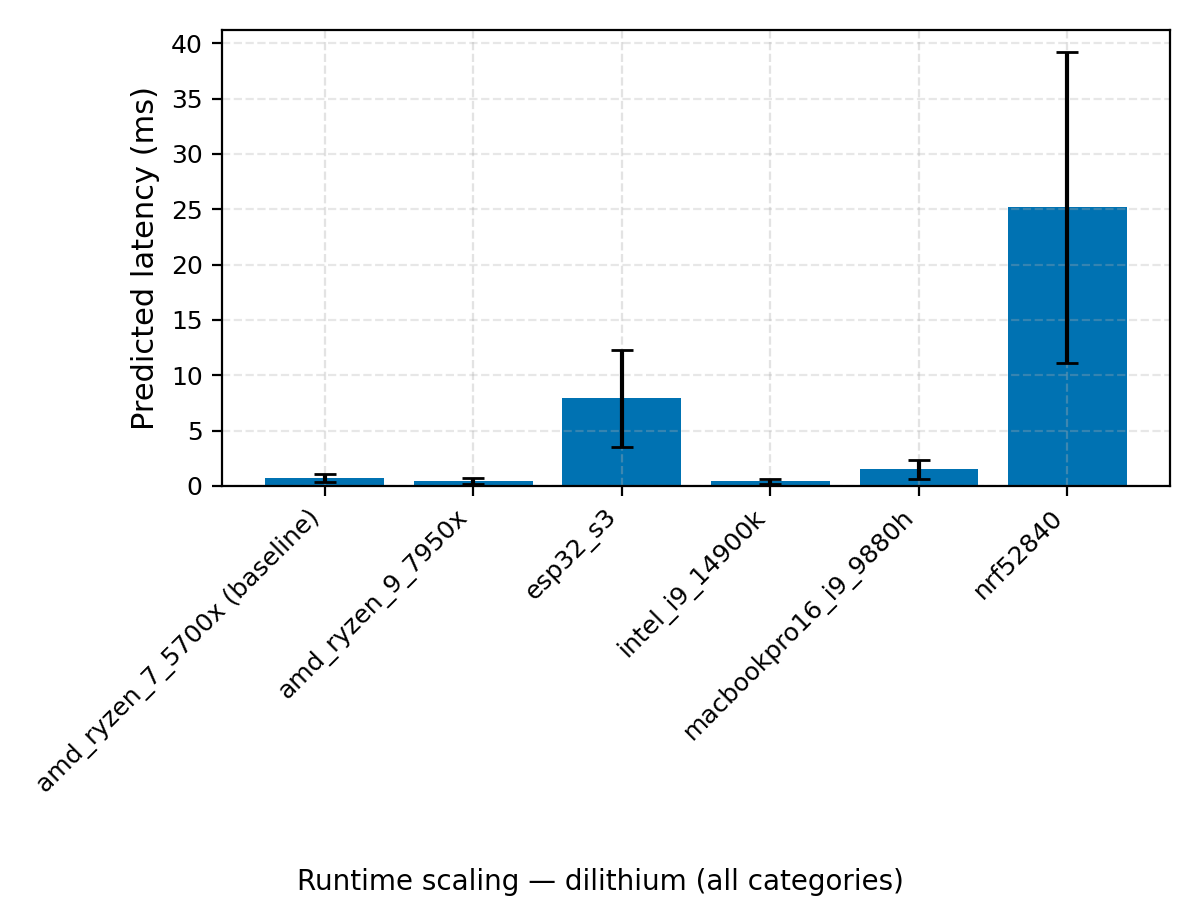 40
35
30
25
20
15
10
5
0
Predicted latency (ms)
amd_ryzen_7_5700x (baseline)
amd_ryzen_9_7950x
esp32_s3
intel_i9_14900k
macbookpro16_i9_9880h
nrf52840
Runtime scaling — dilithium (all categories)